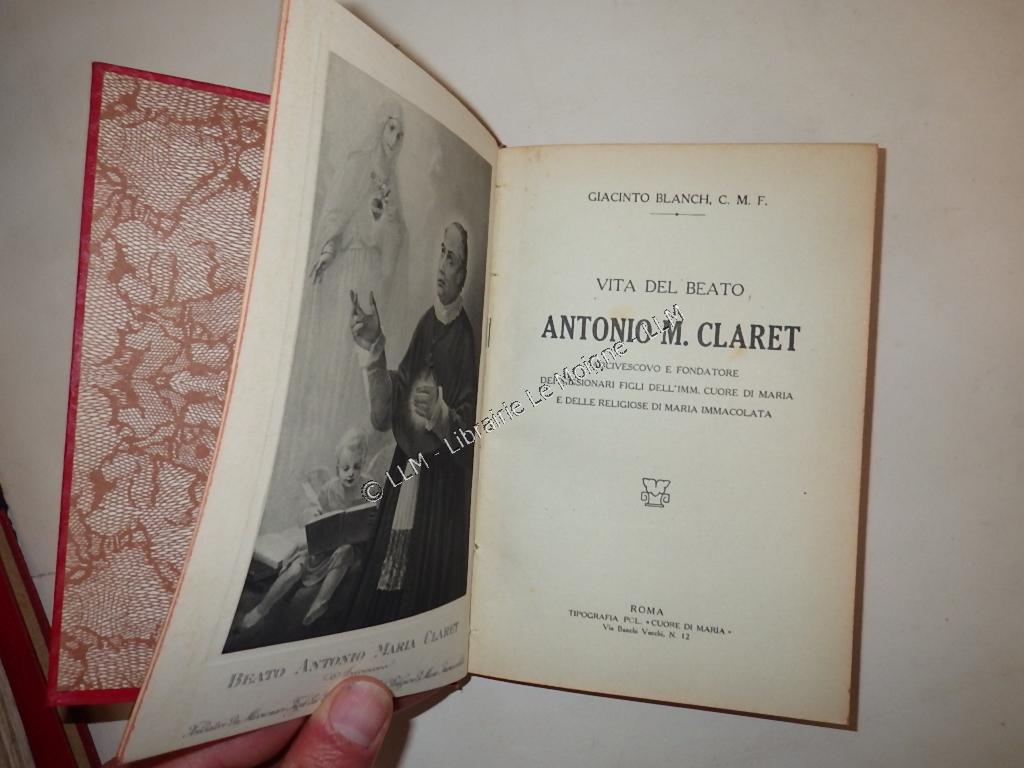 GIACINTO BLANCH, C. M. F.
VITA DEL BEATO
ANTONIO M. CLARET
E FONDATORE
FIGLI DELL'IMM. CUORE DI MARIA
E DELLE RELIGIOSE DI MARIA IMMACOLATA
ROMA
TIPOGRAFIA POL. «CUORE DI MARIA»
Via Banchi Vecchi, N. 12
BEATO ANTONIO MARIA CLARET
© LLM - Librairie Le Moigne - LLM